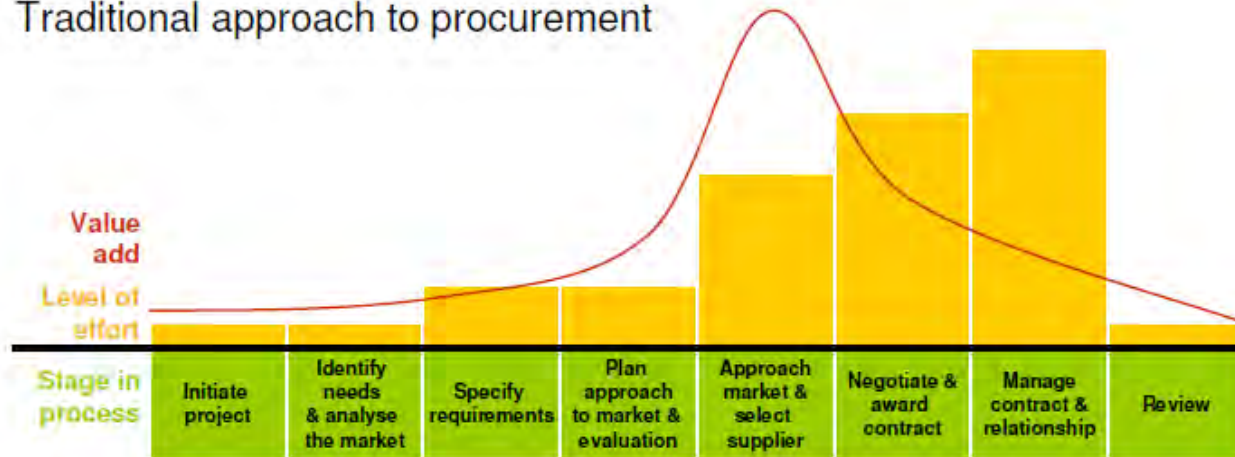 Traditional approach to procurement
Value
add
Level of
effort
Stage in
process
Initiate
project
Identify
needs
& analyse
the market
Specify
requirements
Plan
approach
to market &
evaluation
Approach
market &
select
supplier
Negotiate &
award
contract
Manage
contract &
relationship
Review